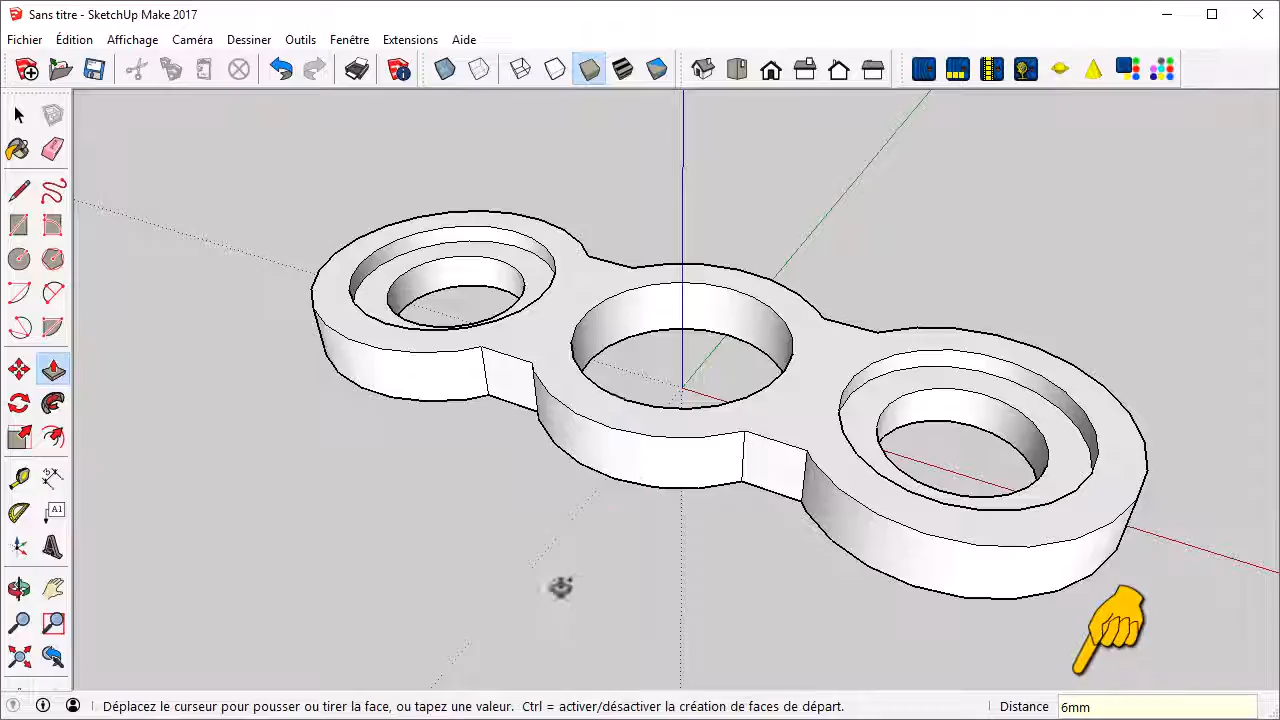 Sans titre - SketchUp Make 2017
Fichier Édition Affichage Caméra Dessiner Outils Fenêtre Extensions Aide
A1
Déplacez le curseur pour pousser ou tirer la face, ou tapez une valeur. Ctrl = activer/désactiver la création de faces de départ. Distance 6mm